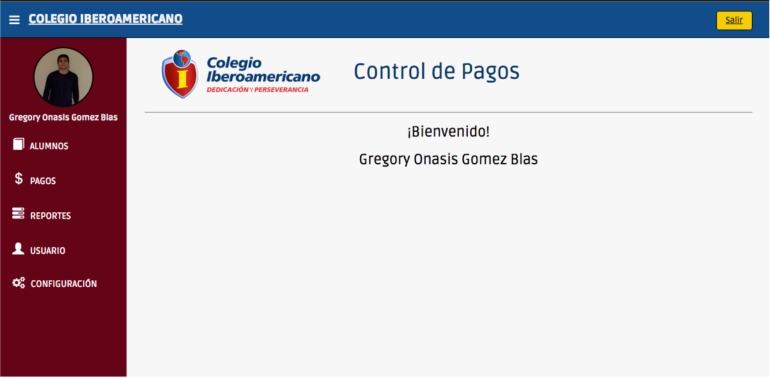 COLEGIO IBEROAMERICANO
Salir
Gregory Onasis Gomez Blas
ALUMNOS
$ PAGOS
REPORTES
USUARIO
CONFIGURACIÓN
I
Colegio
Iberoamericano
DEDICACIÓN Y PERSEVERANCIA
Control de Pagos
¡Bienvenido!
Gregory Onasis Gomez Blas